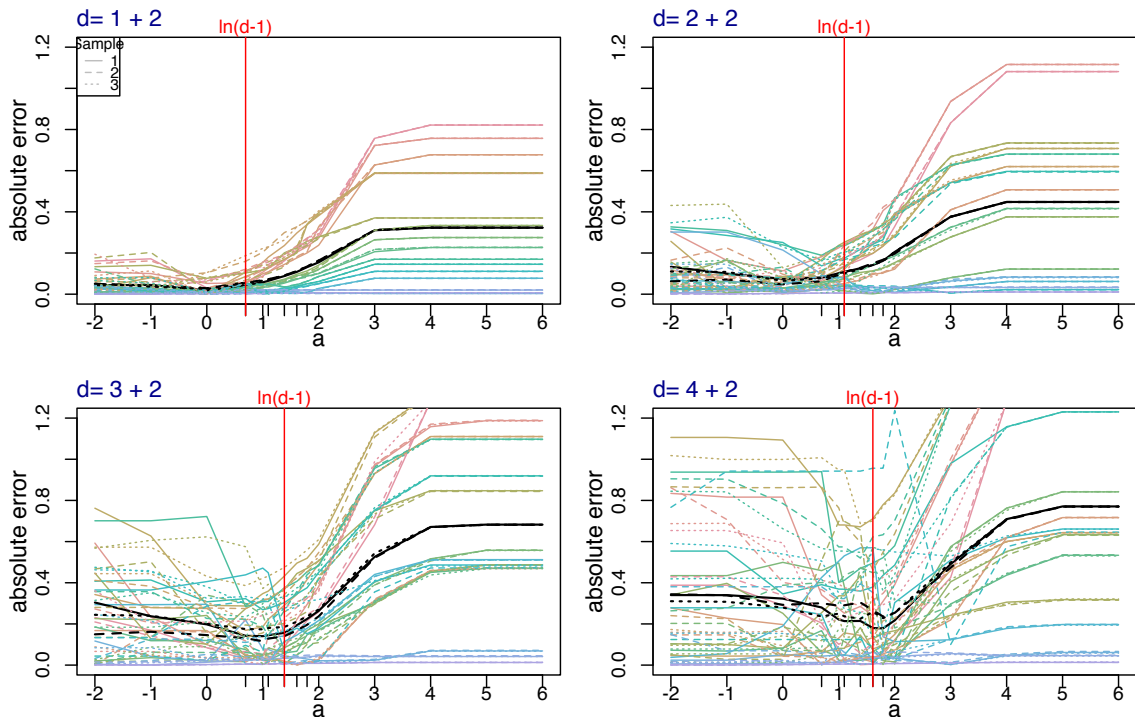 d= 1 + 2
ln(d-1)
Sample
1
2
3
absolute error
0.0 0.4 0.8 1.2
-2 -1 0 1 2 3 4 5 6
a
d= 2 + 2
ln(d-1)
absolute error
0.0 0.4 0.8 1.2
-2 -1 0 1 2 3 4 5 6
a
d= 3 + 2
ln(d-1)
absolute error
0.0 0.4 0.8 1.2
-2 -1 0 1 2 3 4 5 6
a
d= 4 + 2
ln(d-1)
absolute error
0.0 0.4 0.8 1.2
-2 -1 0 1 2 3 4 5 6
a